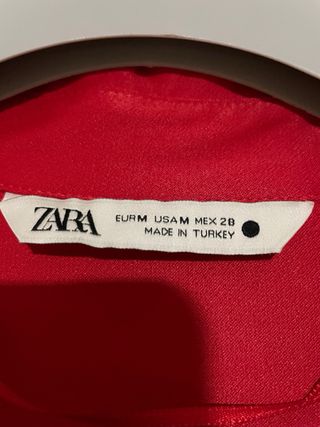 ZARA
EUR M USA M MEX 28
MADE IN TURKEY